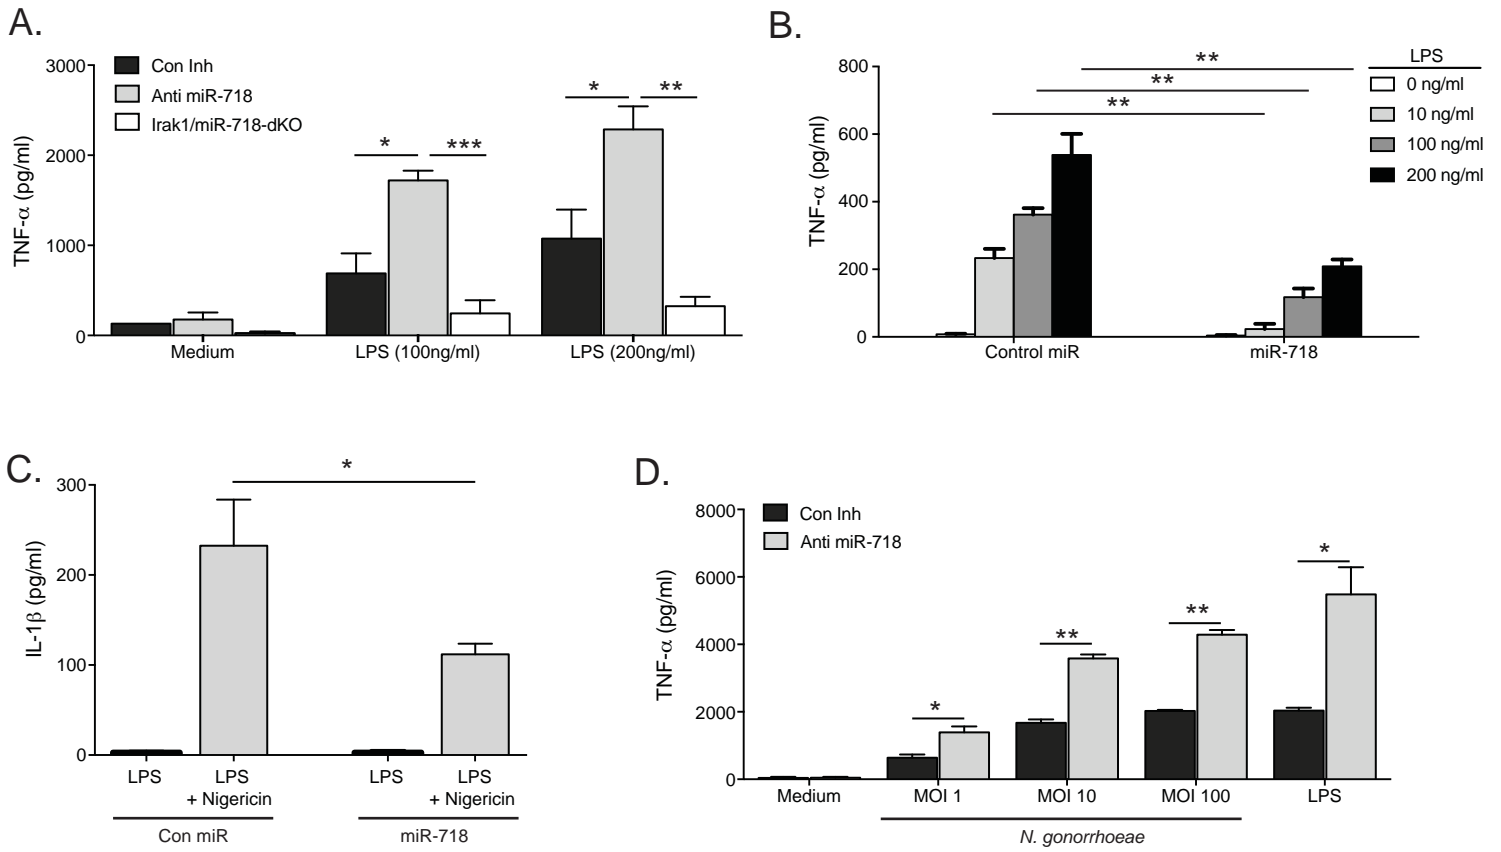 A.
3000
2000
1000
0
TNF-α (pg/ml)
Con Inh
Anti miR-718
Irak1/miR-718-dKO
*
***
*
**
Medium
LPS (100ng/ml)
LPS (200ng/ml)
B.
800
600
400
200
0
TNF-α (pg/ml)
**
**
**
LPS
0 ng/ml
10 ng/ml
100 ng/ml
200 ng/ml
Control miR
miR-718
C.
300
200
100
0
IL-1β (pg/ml)
*
LPS
LPS
+ Nigericin
LPS
LPS
+ Nigericin
Con miR
miR-718
D.
8000
6000
4000
2000
0
TNF-α (pg/ml)
Con Inh
Anti miR-718
*
**
**
*
Medium
MOI 1
MOI 10
MOI 100
LPS
N. gonorrhoeae